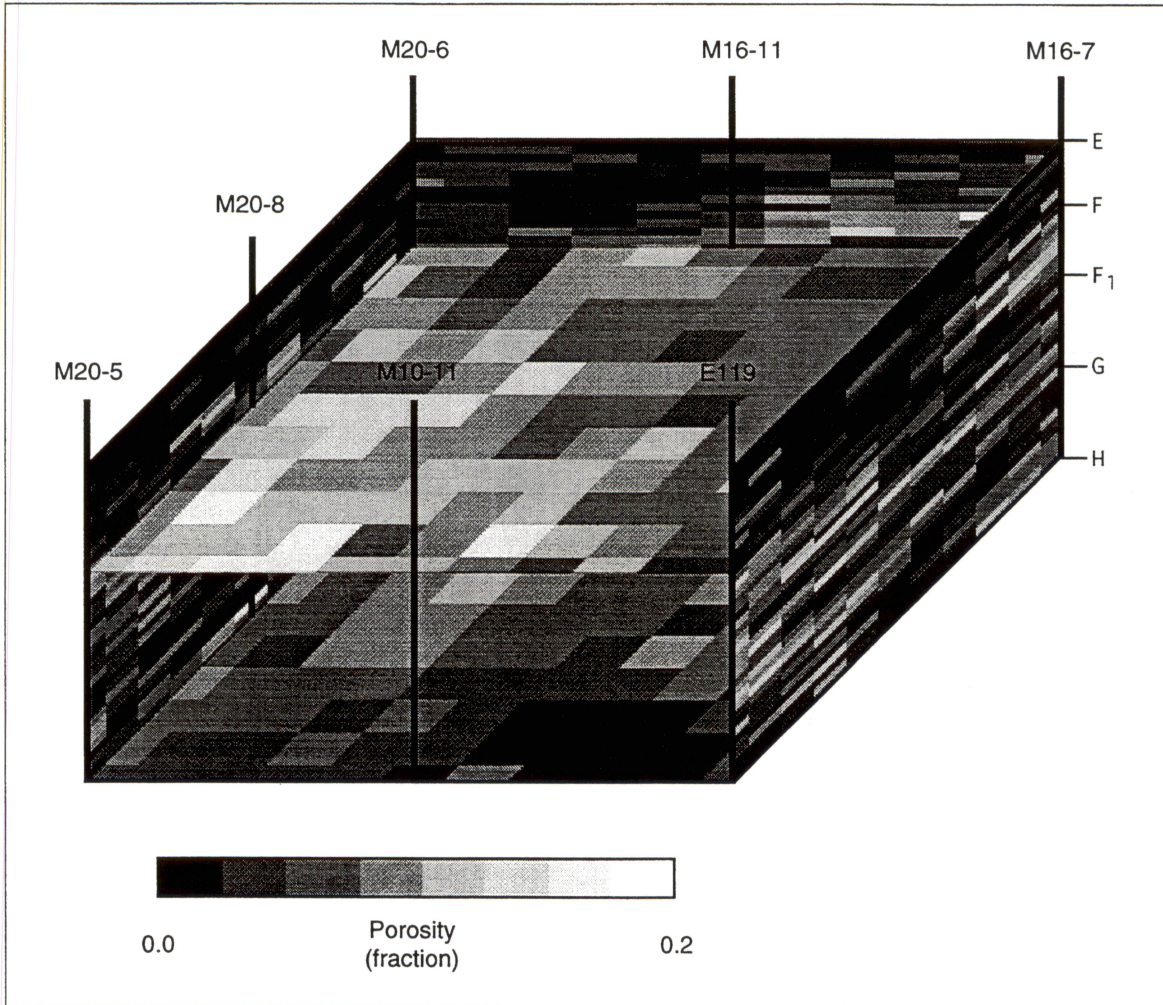 M20-6 M16-11 M16-7
E
M20-8
F
F1
M20-5 M10-11 E119
G
H
Porosity
(fraction)
0.0 0.2